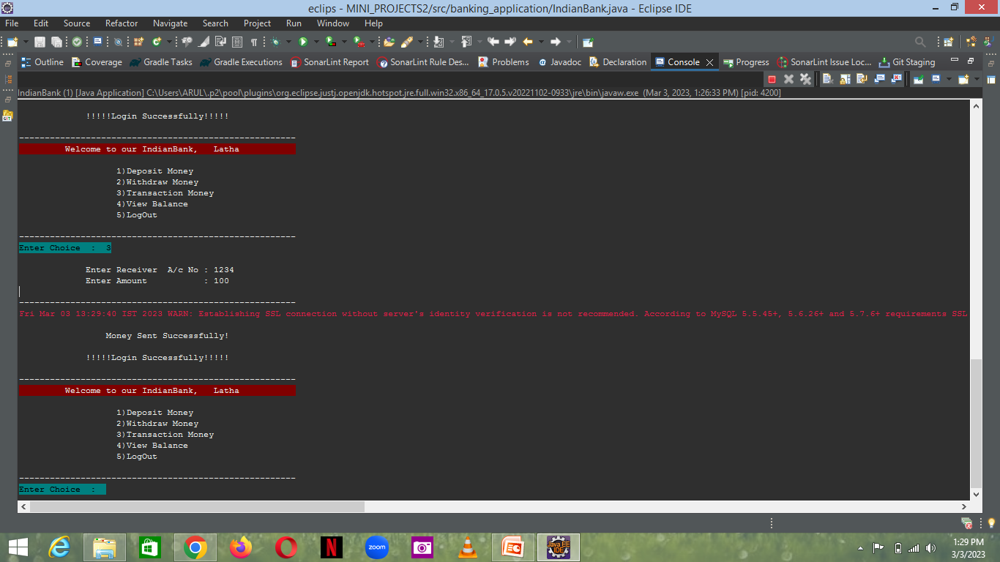 eclips - MINI_PROJECTS2/src/banking_application/IndianBank.java - Eclipse IDE
File Edit Source Refactor Navigate Search Project Run Window Help
Outline Coverage Gradle Tasks Gradle Executions SonarLint Report SonarLint Rule Des... Problems Javadoc Declaration Console Progress SonarLint Issue Loc... Git Staging
IndianBank (1) [Java Application] C:\Users\ARUL\.p2\pool\plugins\org.eclipse.justj.openjdk.hotspot.jre.full.win32.x86_64_17.0.5.v20221102-0933\jre\bin\javaw.exe (Mar 3, 2023, 1:26:33 PM) [pid: 4200]
GIT
!!!!!Login Successfully!!!!!
------------------------------------------------------
Welcome to our IndianBank, Latha
1)Deposit Money
2)Withdraw Money
3)Transaction Money
4)View Balance
5)LogOut
------------------------------------------------------
Enter Choice : 3
Enter Receiver A/c No : 1234
Enter Amount : 100
------------------------------------------------------
Fri Mar 03 13:29:40 IST 2023 WARN: Establishing SSL connection without server's identity verification is not recommended. According to MySQL 5.5.45+, 5.6.26+ and 5.7.6+ requirements SSL
Money Sent Successfully!
!!!!!Login Successfully!!!!!
------------------------------------------------------
Welcome to our IndianBank, Latha
1)Deposit Money
2)Withdraw Money
3)Transaction Money
4)View Balance
5)LogOut
------------------------------------------------------
Enter Choice :
zoom
Java EE
IDE
1:29 PM
3/3/2023